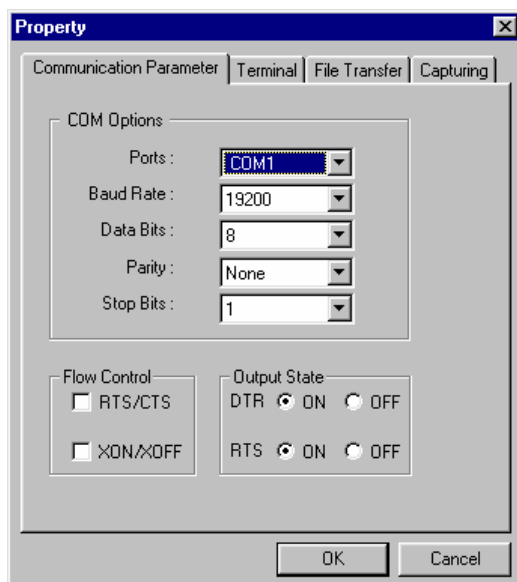 Property
Communication Parameter Terminal File Transfer Capturing
COM Options
Ports : COM1
Baud Rate : 19200
Data Bits : 8
Parity : None
Stop Bits : 1
Flow Control
RTS/CTS
XON/XOFF
Output State
DTR ON OFF
RTS ON OFF
OK Cancel